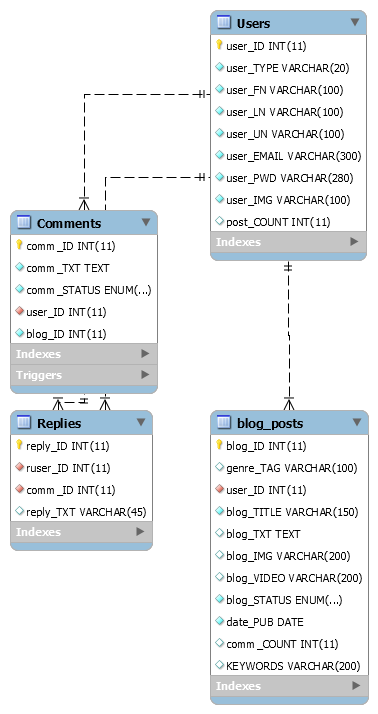 Users
user_ID INT(11)
user_TYPE VARCHAR(20)
user_FN VARCHAR(100)
user_LN VARCHAR(100)
user_UN VARCHAR(100)
user_EMAIL VARCHAR(300)
user_PWD VARCHAR(280)
user_IMG VARCHAR(100)
post_COUNT INT(11)
Indexes
Comments
comm_ID INT(11)
comm_TXT TEXT
comm_STATUS ENUM(...)
user_ID INT(11)
blog_ID INT(11)
Indexes
Triggers
Replies
reply_ID INT(11)
ruser_ID INT(11)
comm_ID INT(11)
reply_TXT VARCHAR(45)
Indexes
blog_posts
blog_ID INT(11)
genre_TAG VARCHAR(100)
user_ID INT(11)
blog_TITLE VARCHAR(150)
blog_TXT TEXT
blog_IMG VARCHAR(200)
blog_VIDEO VARCHAR(200)
blog_STATUS ENUM(...)
date_PUB DATE
comm_COUNT INT(11)
KEYWORDS VARCHAR(200)
Indexes